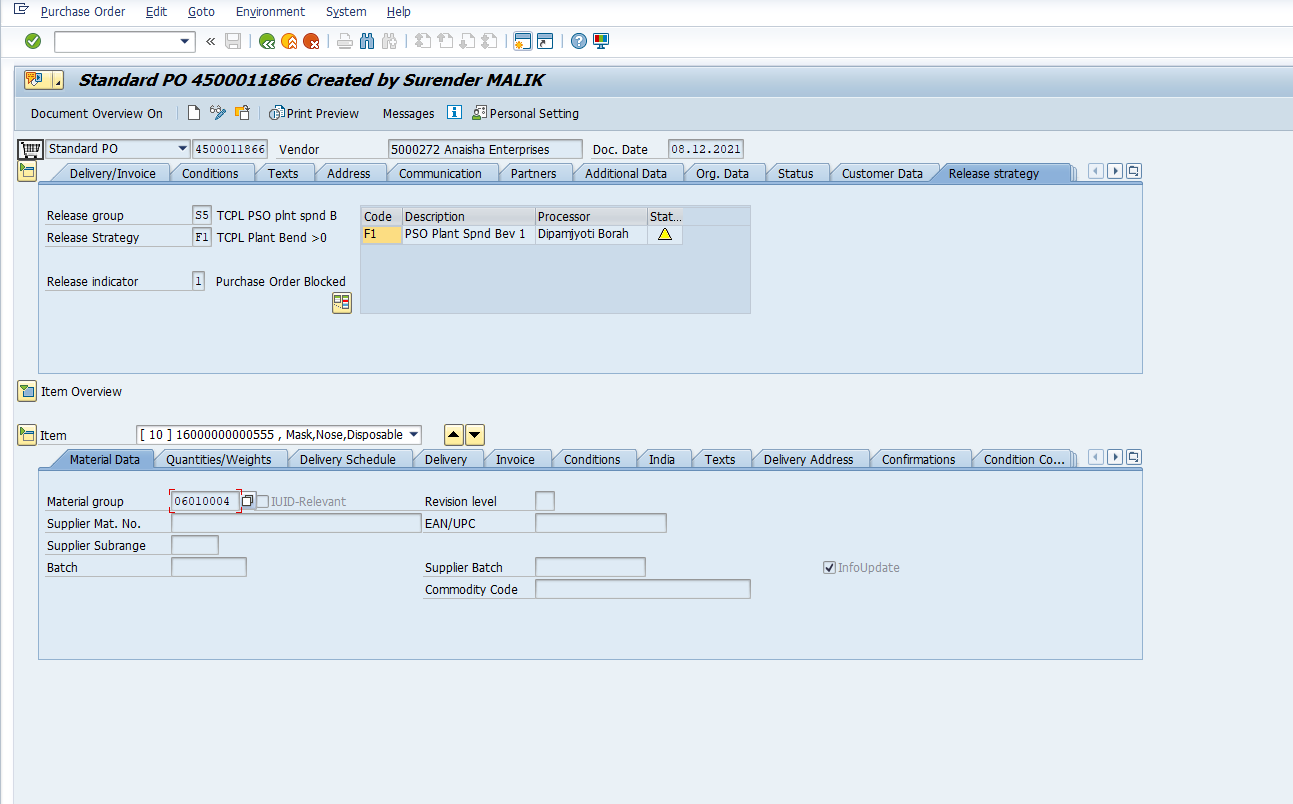 Purchase Order Edit Goto Environment System Help
Standard PO 4500011866 Created by Surender MALIK
Document Overview On Print Preview Messages Personal Setting
Standard PO 4500011866 Vendor 5000272 Anaisha Enterprises Doc. Date 08.12.2021
Delivery/Invoice Conditions Texts Address Communication Partners Additional Data Org. Data Status Customer Data Release strategy
Release group S5 TCPL PSO plnt spnd B
Release Strategy F1 TCPL Plant Bend >0
Release indicator 1 Purchase Order Blocked
Code Description Processor Stat...
F1 PSO Plant Spnd Bev 1 Dipamjyoti Borah
Item Overview
Item [ 10 ] 16000000000555 , Mask,Nose,Disposable
Material Data Quantities/Weights Delivery Schedule Delivery Invoice Conditions India Texts Delivery Address Confirmations Condition Co...
Material group 06010004 IUID-Relevant Revision level
Supplier Mat. No. EAN/UPC
Supplier Subrange
Batch Supplier Batch InfoUpdate
Commodity Code